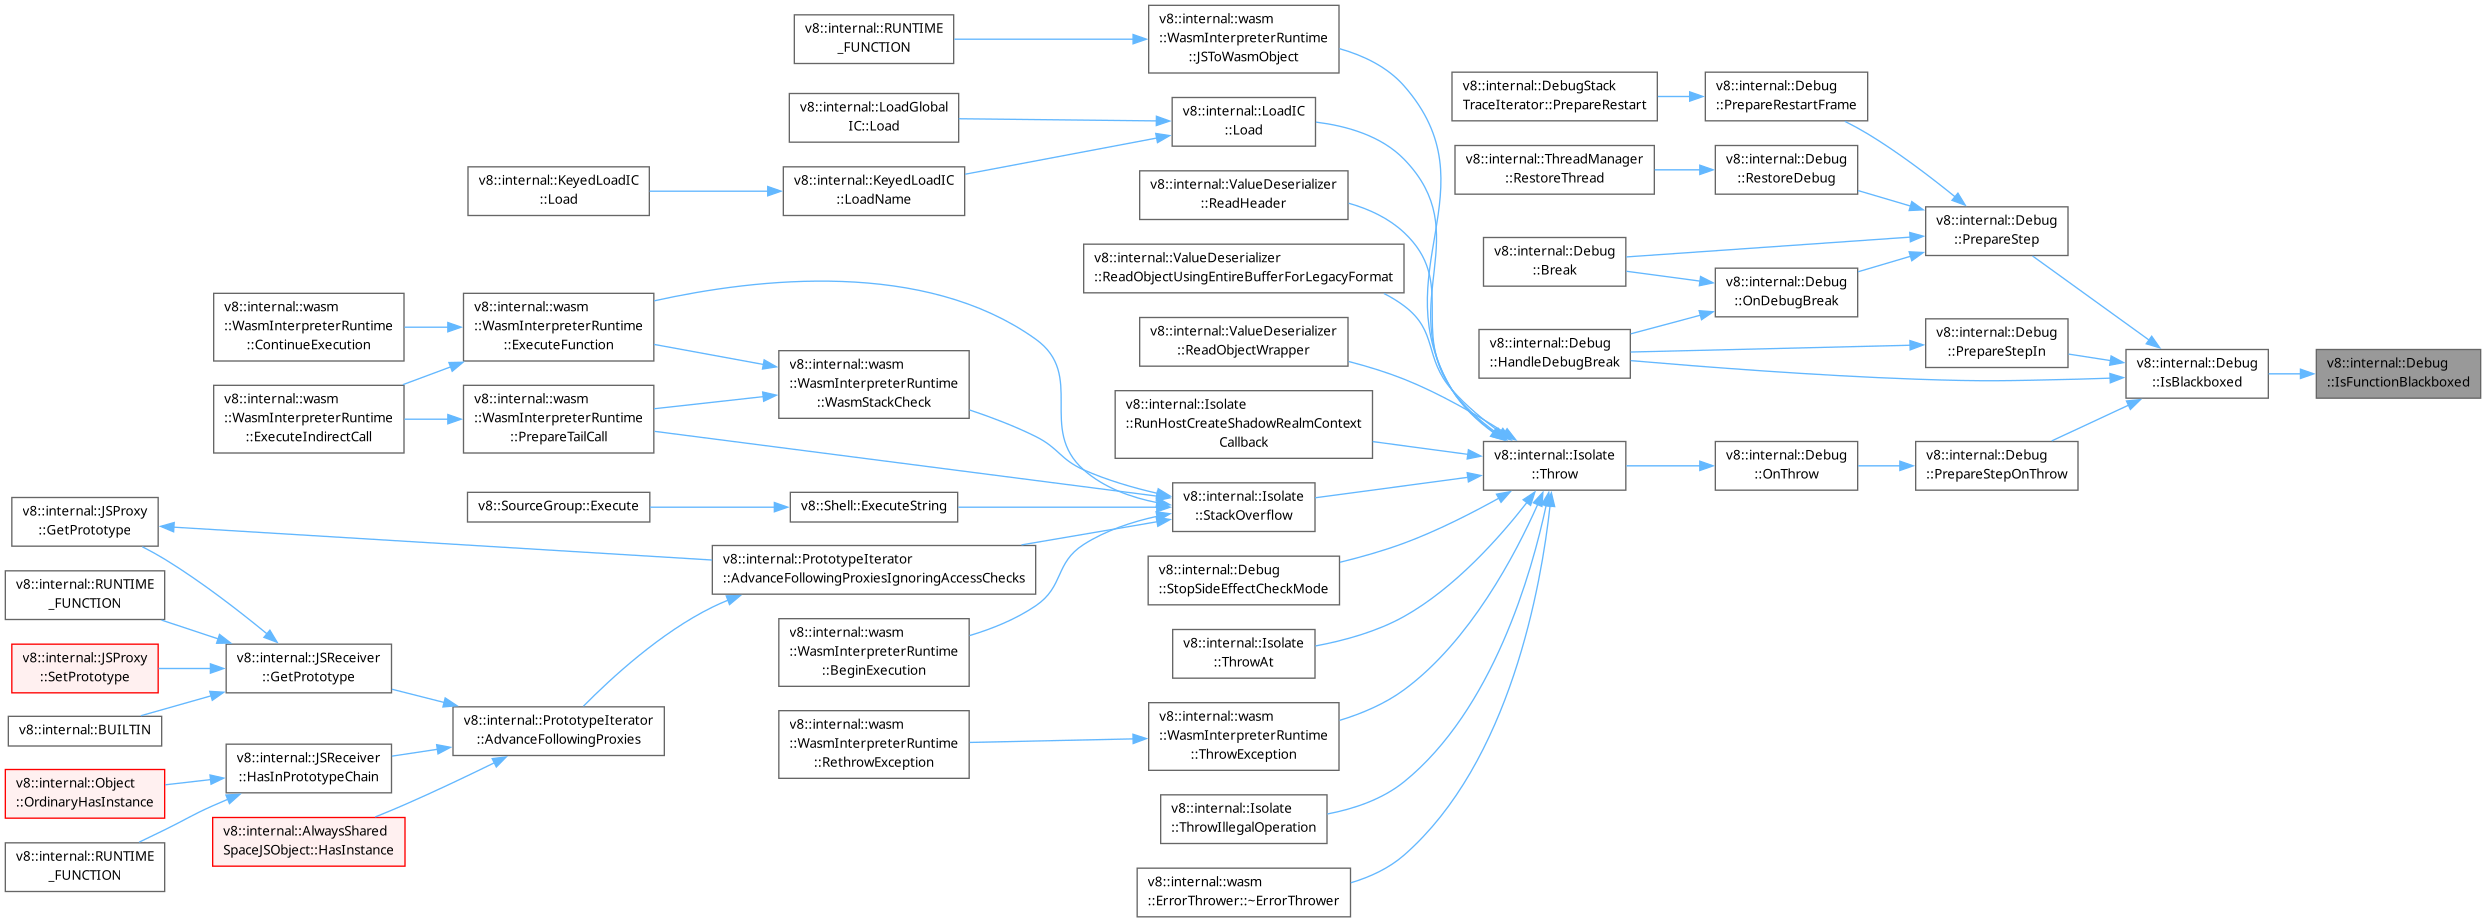 v8::internal::RUNTIME
_FUNCTION
v8::internal::wasm
::WasmInterpreterRuntime
::JSToWasmObject
v8::internal::DebugStack
TraceIterator::PrepareRestart
v8::internal::Debug
::PrepareRestartFrame
v8::internal::LoadGlobal
IC::Load
v8::internal::LoadIC
::Load
v8::internal::KeyedLoadIC
::Load
v8::internal::KeyedLoadIC
::LoadName
v8::internal::ValueDeserializer
::ReadHeader
v8::internal::ThreadManager
::RestoreThread
v8::internal::Debug
::RestoreDebug
v8::internal::Debug
::PrepareStep
v8::internal::ValueDeserializer
::ReadObjectUsingEntireBufferForLegacyFormat
v8::internal::Debug
::Break
v8::internal::Debug
::OnDebugBreak
v8::internal::wasm
::WasmInterpreterRuntime
::ContinueExecution
v8::internal::wasm
::WasmInterpreterRuntime
::ExecuteFunction
v8::internal::ValueDeserializer
::ReadObjectWrapper
v8::internal::Debug
::HandleDebugBreak
v8::internal::Debug
::PrepareStepIn
v8::internal::Debug
::IsBlackboxed
v8::internal::Debug
::IsFunctionBlackboxed
v8::internal::wasm
::WasmInterpreterRuntime
::WasmStackCheck
v8::internal::wasm
::WasmInterpreterRuntime
::ExecuteIndirectCall
v8::internal::wasm
::WasmInterpreterRuntime
::PrepareTailCall
v8::internal::Isolate
::RunHostCreateShadowRealmContext
Callback
v8::internal::Isolate
::Throw
v8::internal::Debug
::OnThrow
v8::internal::Debug
::PrepareStepOnThrow
v8::internal::JSProxy
::GetPrototype
v8::SourceGroup::Execute
v8::Shell::ExecuteString
v8::internal::Isolate
::StackOverflow
v8::internal::PrototypeIterator
::AdvanceFollowingProxiesIgnoringAccessChecks
v8::internal::Debug
::StopSideEffectCheckMode
v8::internal::RUNTIME
_FUNCTION
v8::internal::JSProxy
::SetPrototype
v8::internal::JSReceiver
::GetPrototype
v8::internal::wasm
::WasmInterpreterRuntime
::BeginExecution
v8::internal::Isolate
::ThrowAt
v8::internal::BUILTIN
v8::internal::PrototypeIterator
::AdvanceFollowingProxies
v8::internal::wasm
::WasmInterpreterRuntime
::RethrowException
v8::internal::wasm
::WasmInterpreterRuntime
::ThrowException
v8::internal::JSReceiver
::HasInPrototypeChain
v8::internal::Object
::OrdinaryHasInstance
v8::internal::AlwaysShared
SpaceJSObject::HasInstance
v8::internal::Isolate
::ThrowIllegalOperation
v8::internal::RUNTIME
_FUNCTION
v8::internal::wasm
::ErrorThrower::~ErrorThrower